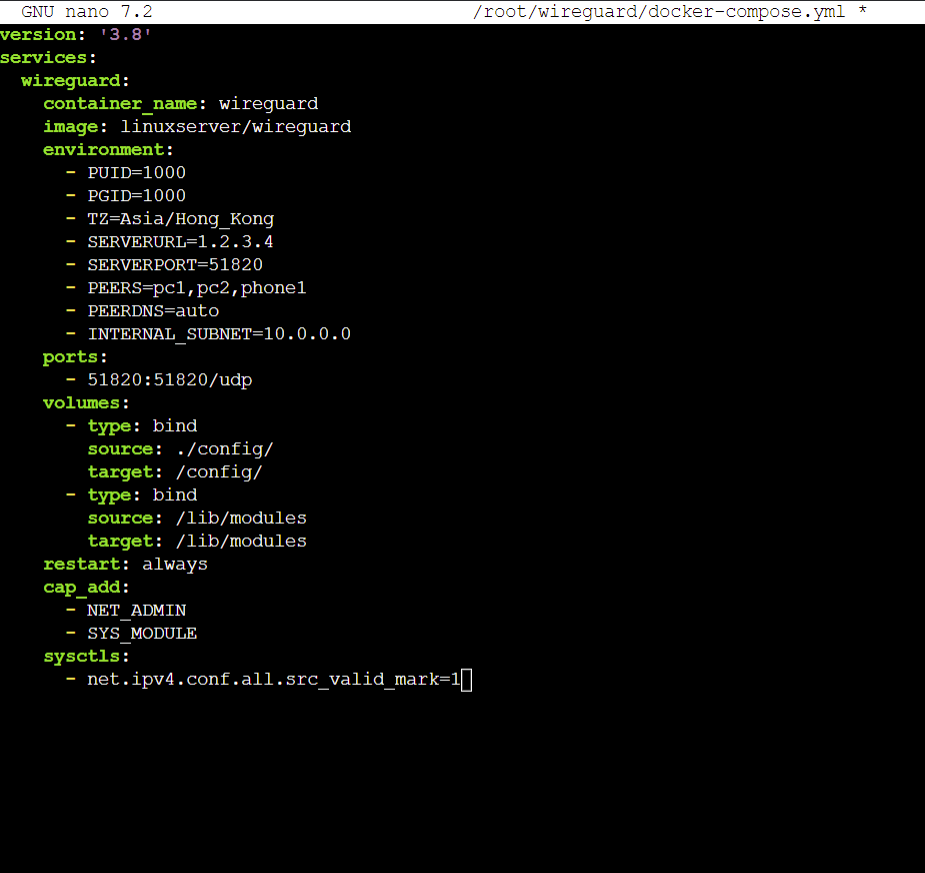 GNU nano 7.2 /root/wireguard/docker-compose.yml *
version: '3.8'
services:
  wireguard:
    container_name: wireguard
    image: linuxserver/wireguard
    environment:
      - PUID=1000
      - PGID=1000
      - TZ=Asia/Hong_Kong
      - SERVERURL=1.2.3.4
      - SERVERPORT=51820
      - PEERS=pc1,pc2,phone1
      - PEERDNS=auto
      - INTERNAL_SUBNET=10.0.0.0
    ports:
      - 51820:51820/udp
    volumes:
      - type: bind
        source: ./config/
        target: /config/
      - type: bind
        source: /lib/modules
        target: /lib/modules
    restart: always
    cap_add:
      - NET_ADMIN
      - SYS_MODULE
    sysctls:
      - net.ipv4.conf.all.src_valid_mark=1